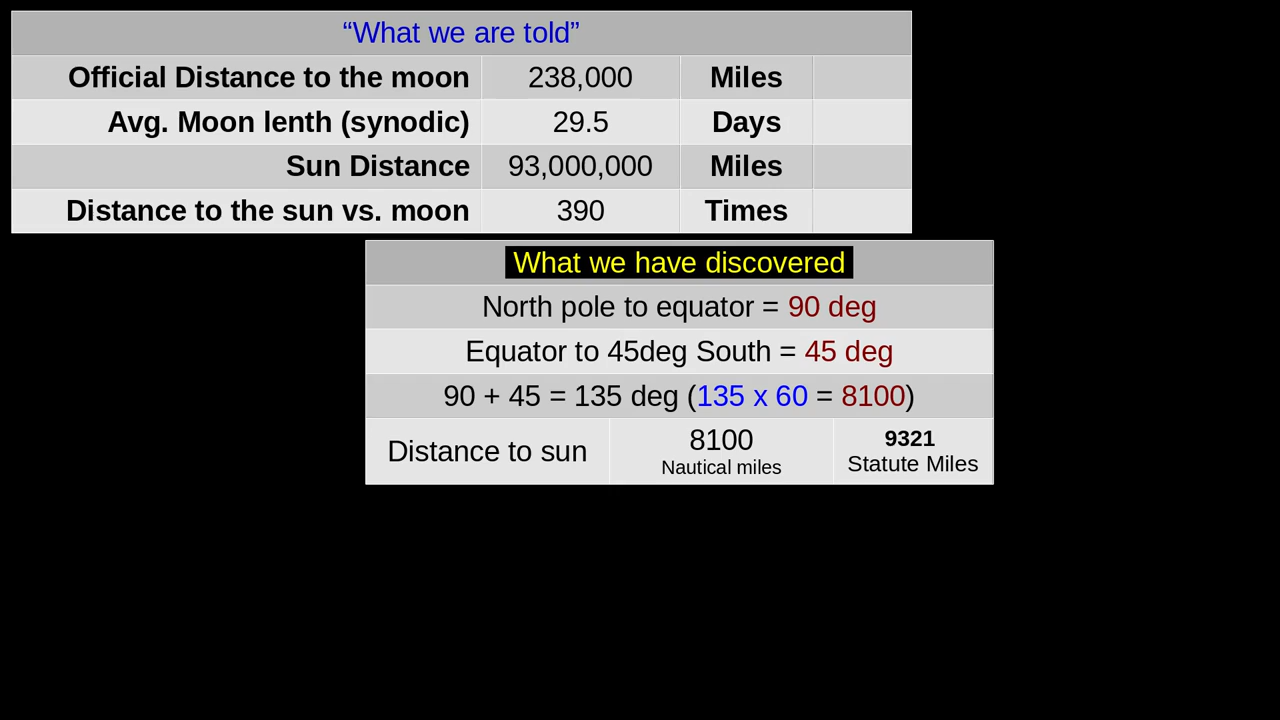 “What we are told”
Official Distance to the moon 238,000 Miles
Avg. Moon lenth (synodic) 29.5 Days
Sun Distance 93,000,000 Miles
Distance to the sun vs. moon 390 Times
What we have discovered
North pole to equator = 90 deg
Equator to 45deg South = 45 deg
90 + 45 = 135 deg (135 x 60 = 8100)
Distance to sun 8100 Nautical miles 9321 Statute Miles